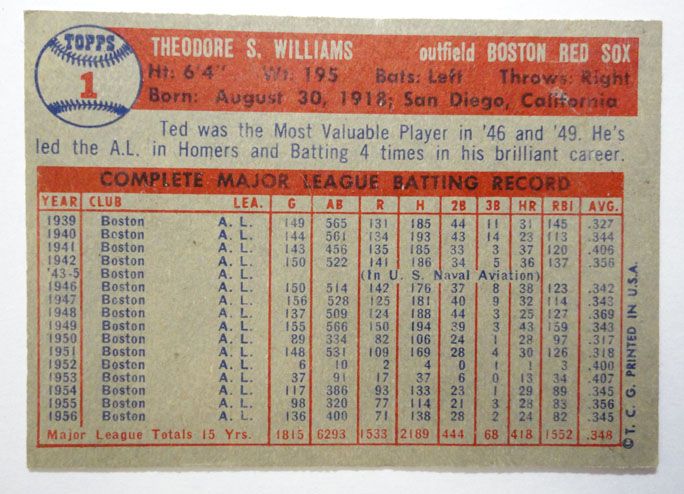 TOPPS
1
THEODORE S. WILLIAMS outfield BOSTON RED SOX
Ht: 6'4" Wt: 195 Bats: Left Throws: Right
Born: August 30, 1918; San Diego, California
Ted was the Most Valuable Player in '46 and '49. He's
led the A.L. in Homers and Batting 4 times in his brilliant career.
COMPLETE MAJOR LEAGUE BATTING RECORD
YEAR CLUB LEA. G AB R H 2B 3B HR RBI AVG.
1939 Boston A. L. 149 565 131 185 44 11 31 145 .327
1940 Boston A. L. 144 561 134 193 43 14 23 113 .344
1941 Boston A. L. 143 456 135 185 33 3 37 120 .406
1942 Boston A. L. 150 522 141 186 34 5 36 137 .356
'43-5 Boston A. L. (In U. S. Naval Aviation)
1946 Boston A. L. 150 514 142 176 37 8 38 123 .342
1947 Boston A. L. 156 528 125 181 40 9 32 114 .343
1948 Boston A. L. 137 509 124 188 44 3 25 127 .369
1949 Boston A. L. 155 566 150 194 39 3 43 159 .343
1950 Boston A. L. 89 334 82 106 24 1 28 97 .317
1951 Boston A. L. 148 531 109 169 28 4 30 126 .318
1952 Boston A. L. 6 10 2 4 0 1 1 3 .400
1953 Boston A. L. 37 91 17 37 6 0 13 34 .407
1954 Boston A. L. 117 386 93 133 23 1 29 89 .345
1955 Boston A. L. 98 320 77 114 21 3 28 83 .356
1956 Boston A. L. 136 400 71 138 28 2 24 82 .345
Major League Totals 15 Yrs. 1815 6293 1533 2189 444 68 418 1552 .348
© T. C. G. PRINTED IN U.S.A.